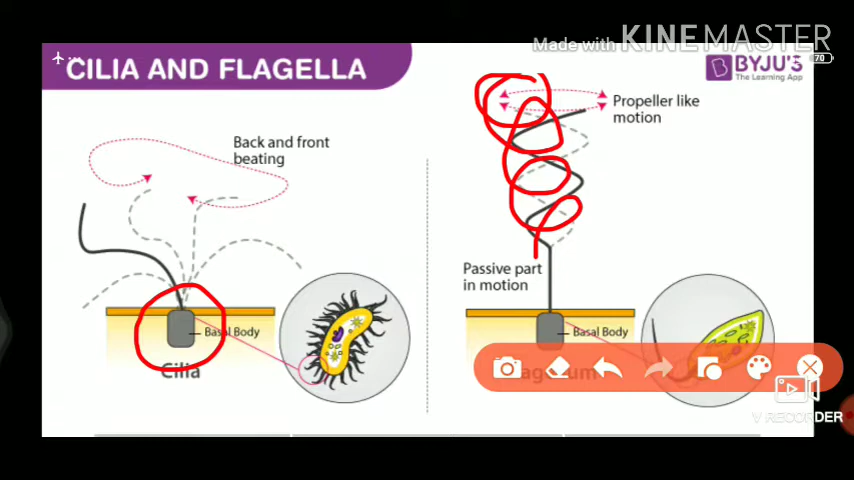 Made with KINEMASTER
CILIA AND FLAGELLA
BYJU'S
The Learning App
70
Back and front
beating
Propeller like
motion
Passive part
in motion
Basal Body
Basal Body
Cilia
V RECORDER